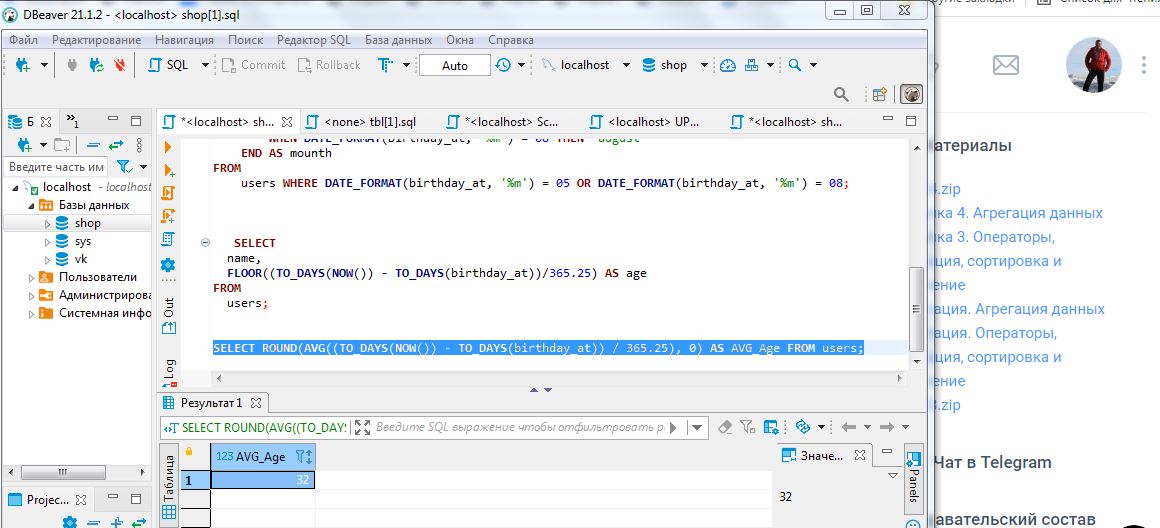 DBeaver 21.1.2 - <localhost> shop[1].sql
Файл Редактирование Навигация Поиск Редактор SQL База данных Окна Справка
SQL Commit Rollback Auto localhost shop
*<localhost> sh... <none> tbl[1].sql *<localhost> Sc... <localhost> UP... *<localhost> sh...
Б
»1
Введите часть им
localhost - localhost
Базы данных
shop
sys
vk
Пользователи
Администрирова
Системная инфо
Projec...
WHEN DATE_FORMAT(birthday_at, '%m') = 08 THEN 'august'
END AS mounth
FROM
users WHERE DATE_FORMAT(birthday_at, '%m') = 05 OR DATE_FORMAT(birthday_at, '%m') = 08;
SELECT
name,
FLOOR((TO_DAYS(NOW()) - TO_DAYS(birthday_at))/365.25) AS age
FROM
users;
SELECT ROUND(AVG((TO_DAYS(NOW()) - TO_DAYS(birthday_at)) / 365.25), 0) AS AVG_Age FROM users;
Out
Log
Результат 1
SELECT ROUND(AVG((TO_DAYS
Введите SQL выражение чтобы отфильтровать р
Таблица
123 AVG_Age
1 32
Значе...
32
Panels
атериалы
4.zip
ка 4. Агрегация данных
ка 3. Операторы,
ция, сортировка и
ение
ация. Агрегация данных
ация. Операторы,
ция, сортировка и
ение
3.zip
Чат в Telegram
авательский состав